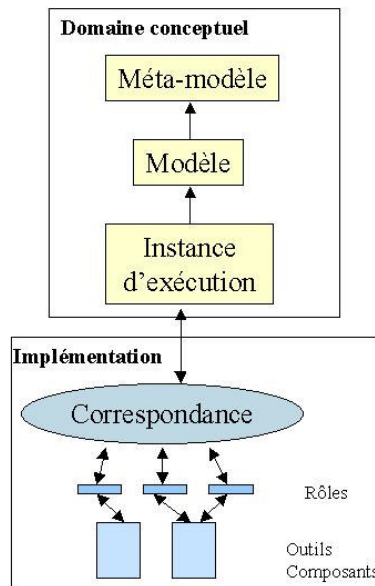 Domaine conceptuel
Méta-modèle
Modèle
Instance
d'exécution
Implémentation
Correspondance
Rôles
Outils
Composants